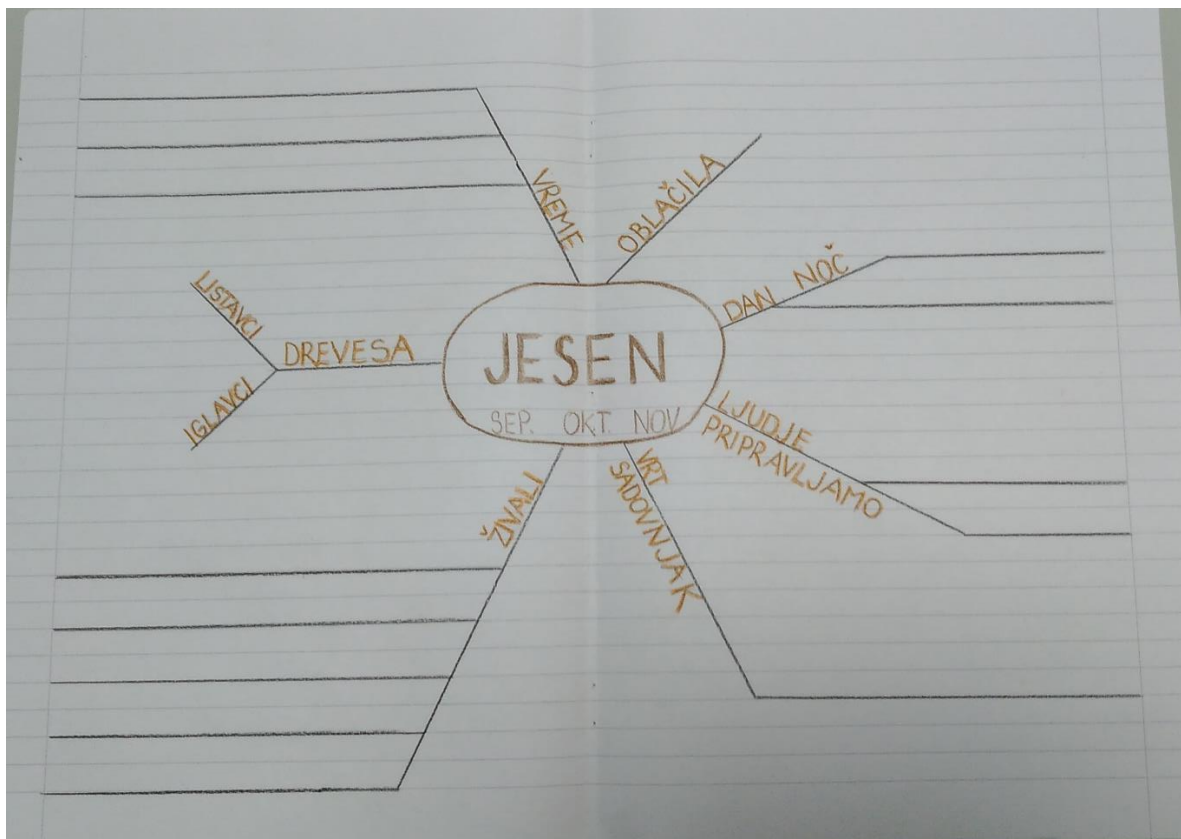 VREME
OBLAČILA
DAN NOČ
LISTAVCI
DREVESA
IGLAVCI
JESEN
SEP. OKT. NOV
LJUDJE
PRIPRAVLJAMO
ŽIVALI
VRT
SADOVNJAK